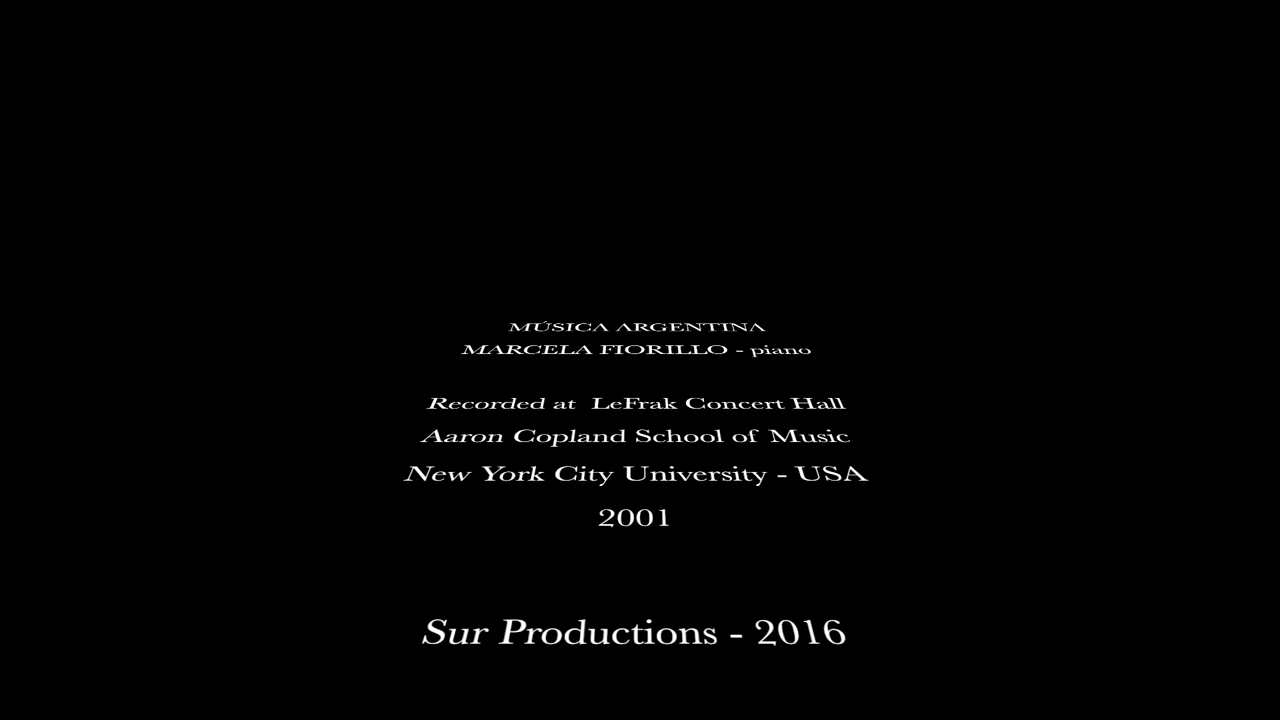 MÚSICA ARGENTINA
MARCELA FIORILLO - piano
Recorded at LeFrak Concert Hall
Aaron Copland School of Music
New York City University - USA
2001
Sur Productions - 2016